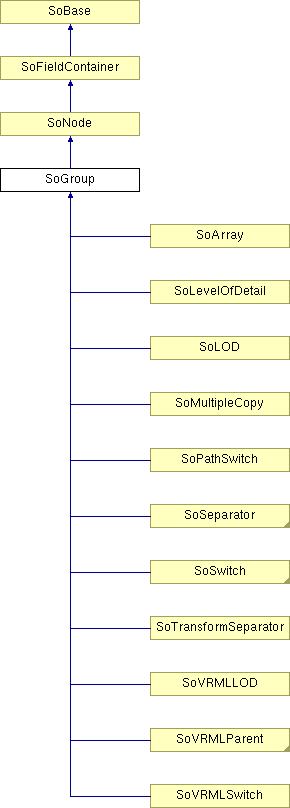 SoBase
SoFieldContainer
SoNode
SoGroup
SoArray
SoLevelOfDetail
SoLOD
SoMultipleCopy
SoPathSwitch
SoSeparator
SoSwitch
SoTransformSeparator
SoVRMLLOD
SoVRMLParent
SoVRMLSwitch